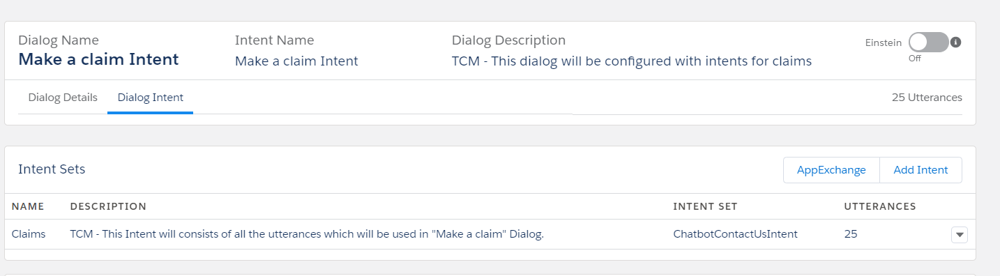 Dialog Name Intent Name Dialog Description
Make a claim Intent Make a claim Intent TCM - This dialog will be configured with intents for claims
Einstein
Off
Dialog Details Dialog Intent 25 Utterances
Intent Sets AppExchange Add Intent
NAME DESCRIPTION INTENT SET UTTERANCES
Claims TCM - This Intent will consists of all the utterances which will be used in "Make a claim" Dialog. ChatbotContactUsIntent 25